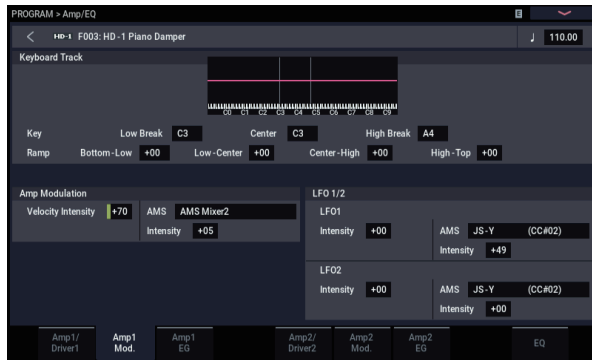 PROGRAM > Amp/EQ E
HD-1 F003: HD-1 Piano Damper ♩ 110.00
Keyboard Track
C0 C1 C2 C3 C4 C5 C6 C7 C8 C9
Key Low Break C3 Center C3 High Break A4
Ramp Bottom-Low +00 Low-Center +00 Center-High +00 High-Top +00
Amp Modulation LFO 1/2
Velocity Intensity +70 AMS AMS Mixer2 LFO1
Intensity +05 Intensity +00 AMS JS-Y (CC#02)
Intensity +49
LFO2
Intensity +00 AMS JS-Y (CC#02)
Intensity +00
Amp1/ Amp1 Amp1 Amp2/ Amp2 Amp2 EQ
Driver1 Mod. EG Driver2 Mod. EG